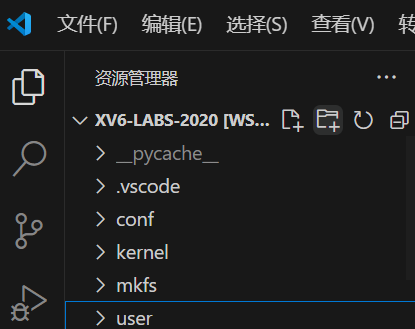 文件(F) 编辑(E) 选择(S) 查看(V) 转
资源管理器
XV6-LABS-2020 [WS...
__pycache__
.vscode
conf
kernel
mkfs
user